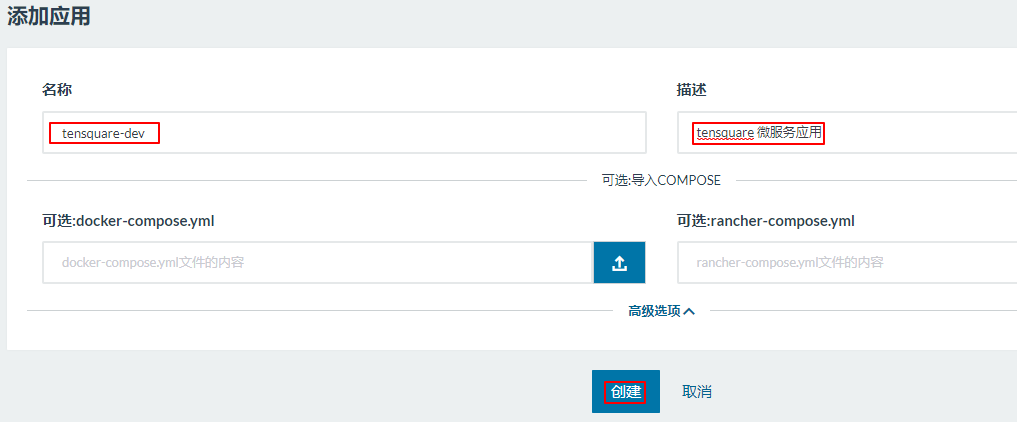 添加应用
名称
描述
tensquare-dev
tensquare 微服务应用
可选:导入COMPOSE
可选:docker-compose.yml
可选:rancher-compose.yml
docker-compose.yml文件的内容
rancher-compose.yml文件的内容
高级选项
创建
取消